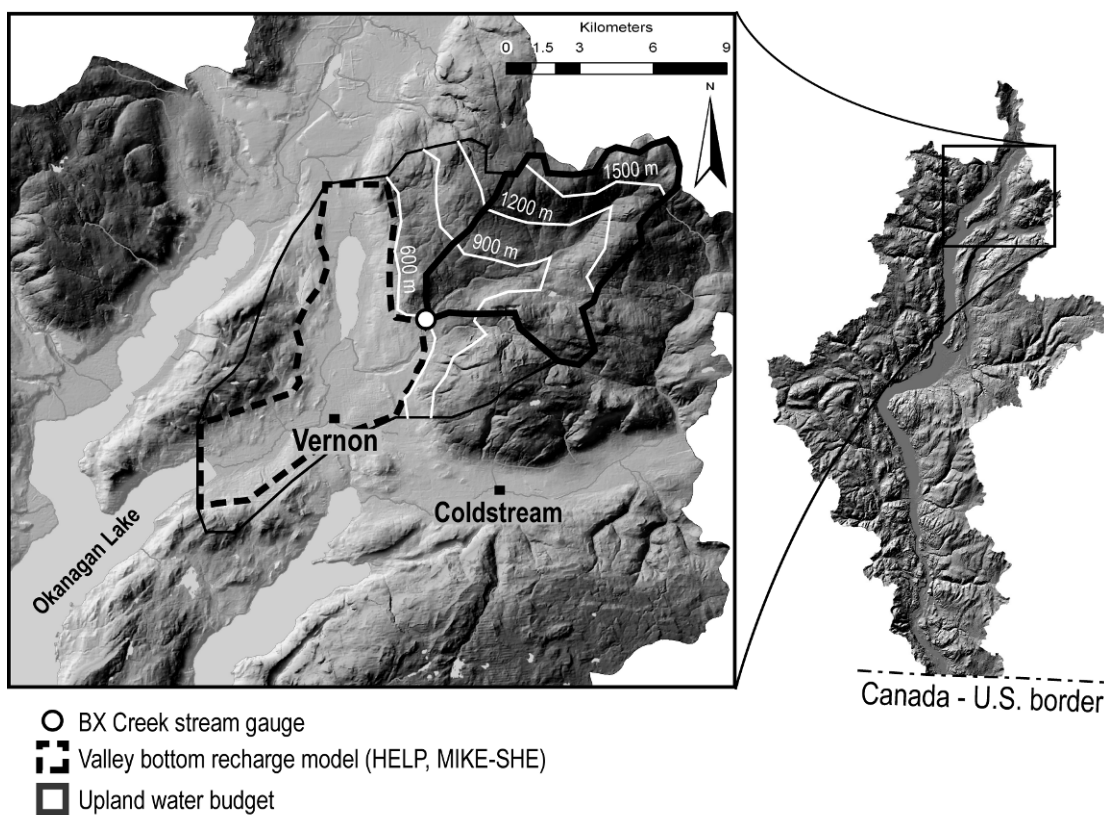 Kilometers
0 1.5 3 6 9
N
1500 m
1200 m
900 m
600 m
Vernon
Coldstream
Okanagan Lake
Canada - U.S. border
BX Creek stream gauge
Valley bottom recharge model (HELP, MIKE-SHE)
Upland water budget